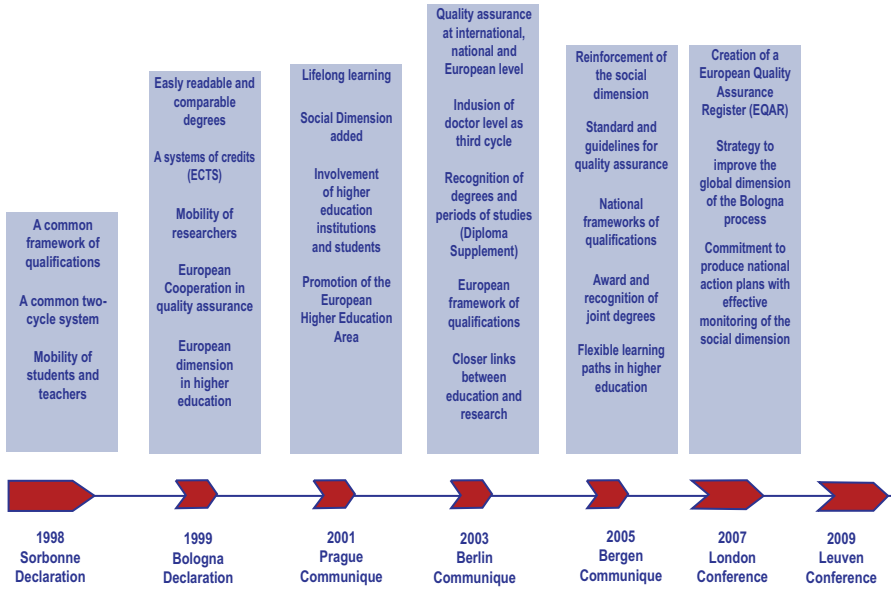 A common
framework of
qualifications
A common two-
cycle system
Mobility of
students and
teachers
Easly readable and
comparable
degrees
A systems of credits
(ECTS)
Mobility of
researchers
European
Cooperation in
quality assurance
European
dimension
in higher
education
Lifelong learning
Social Dimension
added
Involvement
of higher
education
institutions
and students
Promotion of the
European
Higher Education
Area
Quality assurance
at international,
national and
European level
Indusion of
doctor level as
third cycle
Recognition of
degrees and
periods of studies
(Diploma
Supplement)
European
framework of
qualifications
Closer links
between
education and
research
Reinforcement of
the social
dimension
Standard and
guidelines for
quality assurance
National
frameworks of
qualifications
Award and
recognition of
joint degrees
Flexible learning
paths in higher
education
Creation of a
European Quality
Assurance
Register (EQAR)
Strategy to
improve the
global dimension
of the Bologna
process
Commitment to
produce national
action plans with
effective
monitoring of the
social dimension
1998
Sorbonne
Declaration
1999
Bologna
Declaration
2001
Prague
Communique
2003
Berlin
Communique
2005
Bergen
Communique
2007
London
Conference
2009
Leuven
Conference